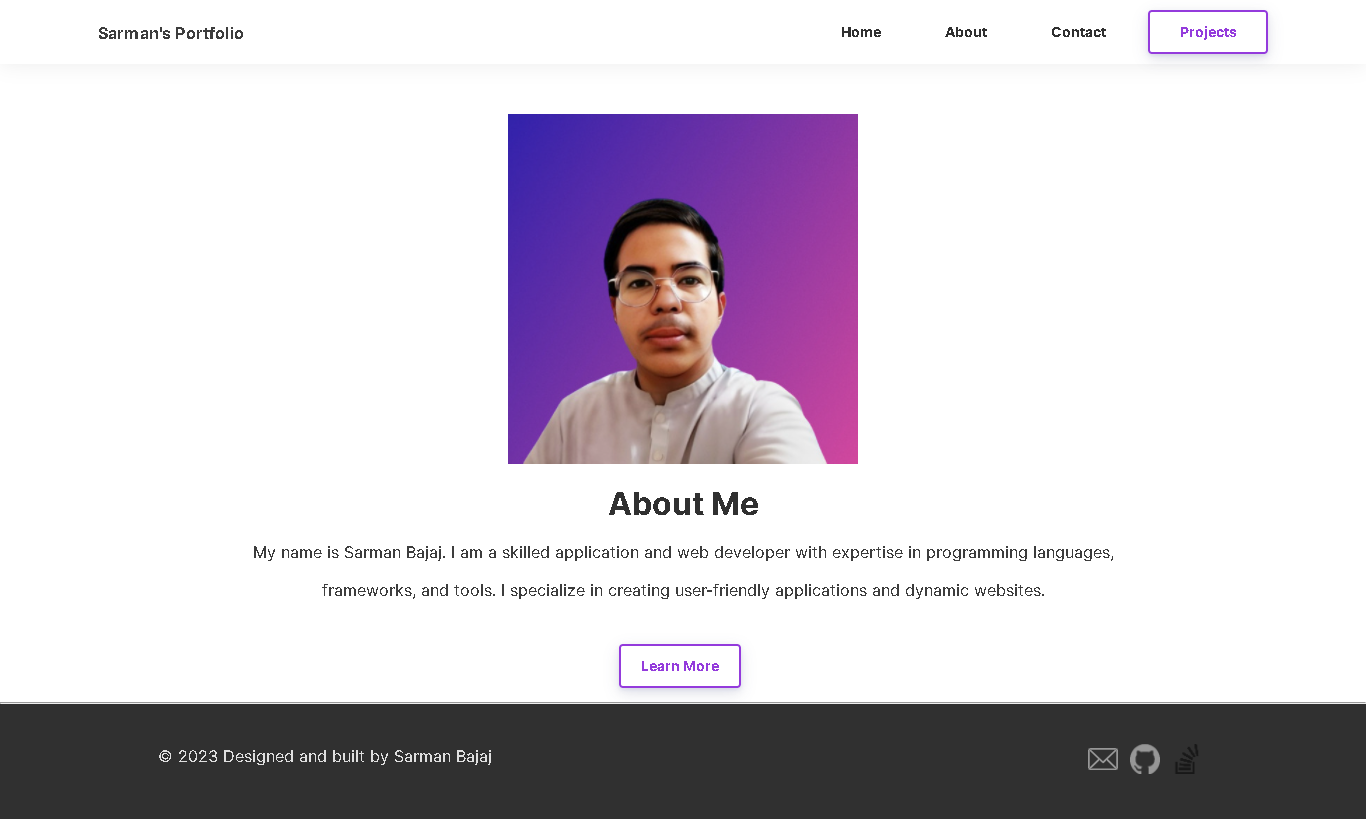 Sarman's Portfolio
Home
About
Contact
Projects
About Me
My name is Sarman Bajaj. I am a skilled application and web developer with expertise in programming languages,
frameworks, and tools. I specialize in creating user-friendly applications and dynamic websites.
Learn More
© 2023 Designed and built by Sarman Bajaj